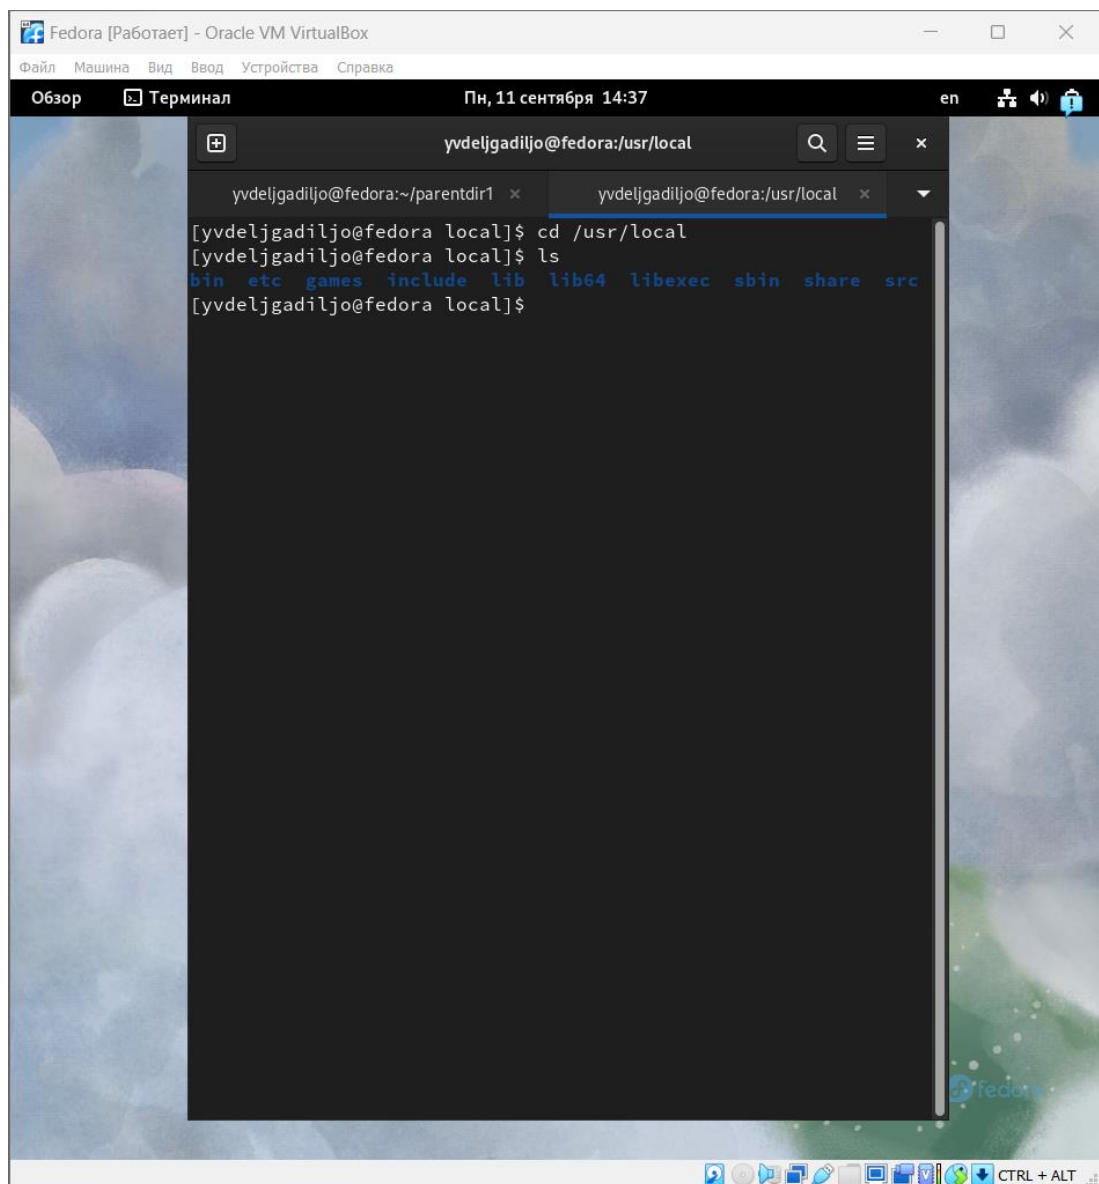 Fedora [Работает] - Oracle VM VirtualBox
Файл Машина Вид Ввод Устройства Справка
Обзор Терминал Пн, 11 сентября 14:37 en
yvdeljgadiljo@fedora:/usr/local
yvdeljgadiljo@fedora:~/parentdir1 yvdeljgadiljo@fedora:/usr/local
[yvdeljgadiljo@fedora local]$ cd /usr/local
[yvdeljgadiljo@fedora local]$ ls
bin etc games include lib lib64 libexec sbin share src
[yvdeljgadiljo@fedora local]$
fedora
CTRL + ALT